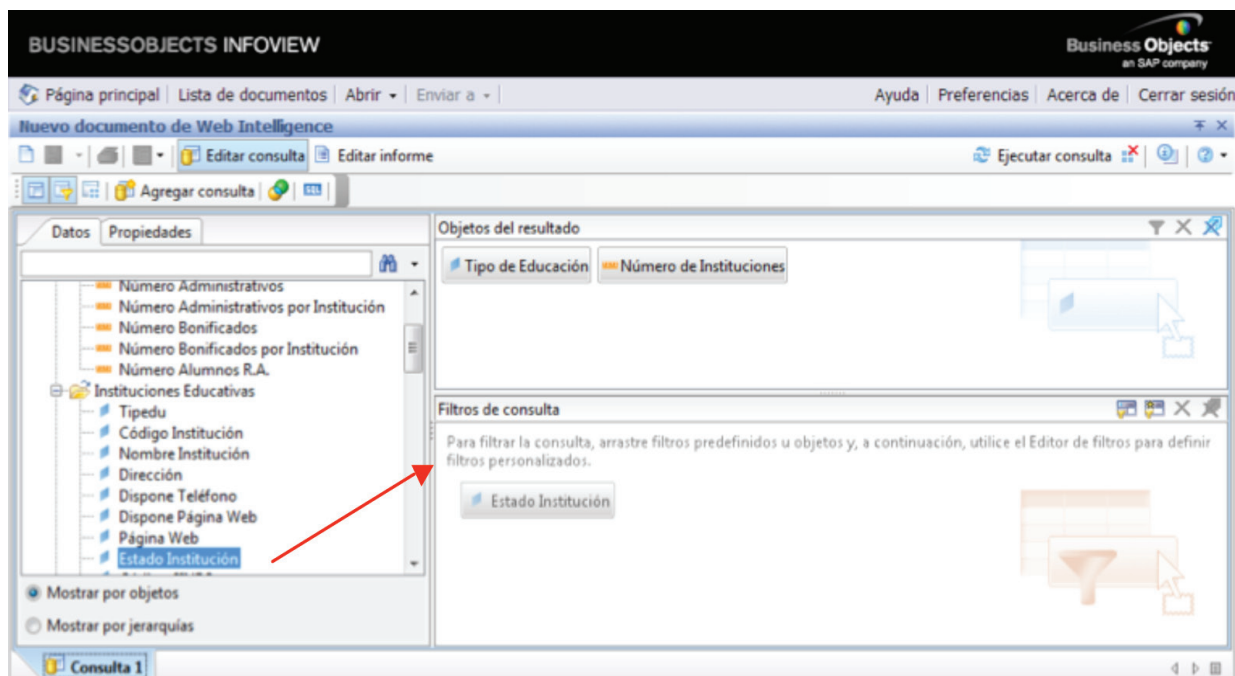 BUSINESSOBJECTS INFOVIEW
Business Objects
an SAP company
Página principal | Lista de documentos | Abrir | Enviar a |
Ayuda | Preferencias | Acerca de | Cerrar sesión
Nuevo documento de Web Intelligence
Editar consulta Editar informe
Ejecutar consulta
Agregar consulta SQL
Datos Propiedades
Número Administrativos
Número Administrativos por Institución
Número Bonificados
Número Bonificados por Institución
Número Alumnos R.A.
Instituciones Educativas
Tipedu
Código Institución
Nombre Institución
Dirección
Dispone Teléfono
Dispone Página Web
Página Web
Estado Institución
Mostrar por objetos
Mostrar por jerarquías
Objetos del resultado
Tipo de Educación Número de Instituciones
Filtros de consulta
Para filtrar la consulta, arrastre filtros predefinidos u objetos y, a continuación, utilice el Editor de filtros para definir
filtros personalizados.
Estado Institución
Consulta 1